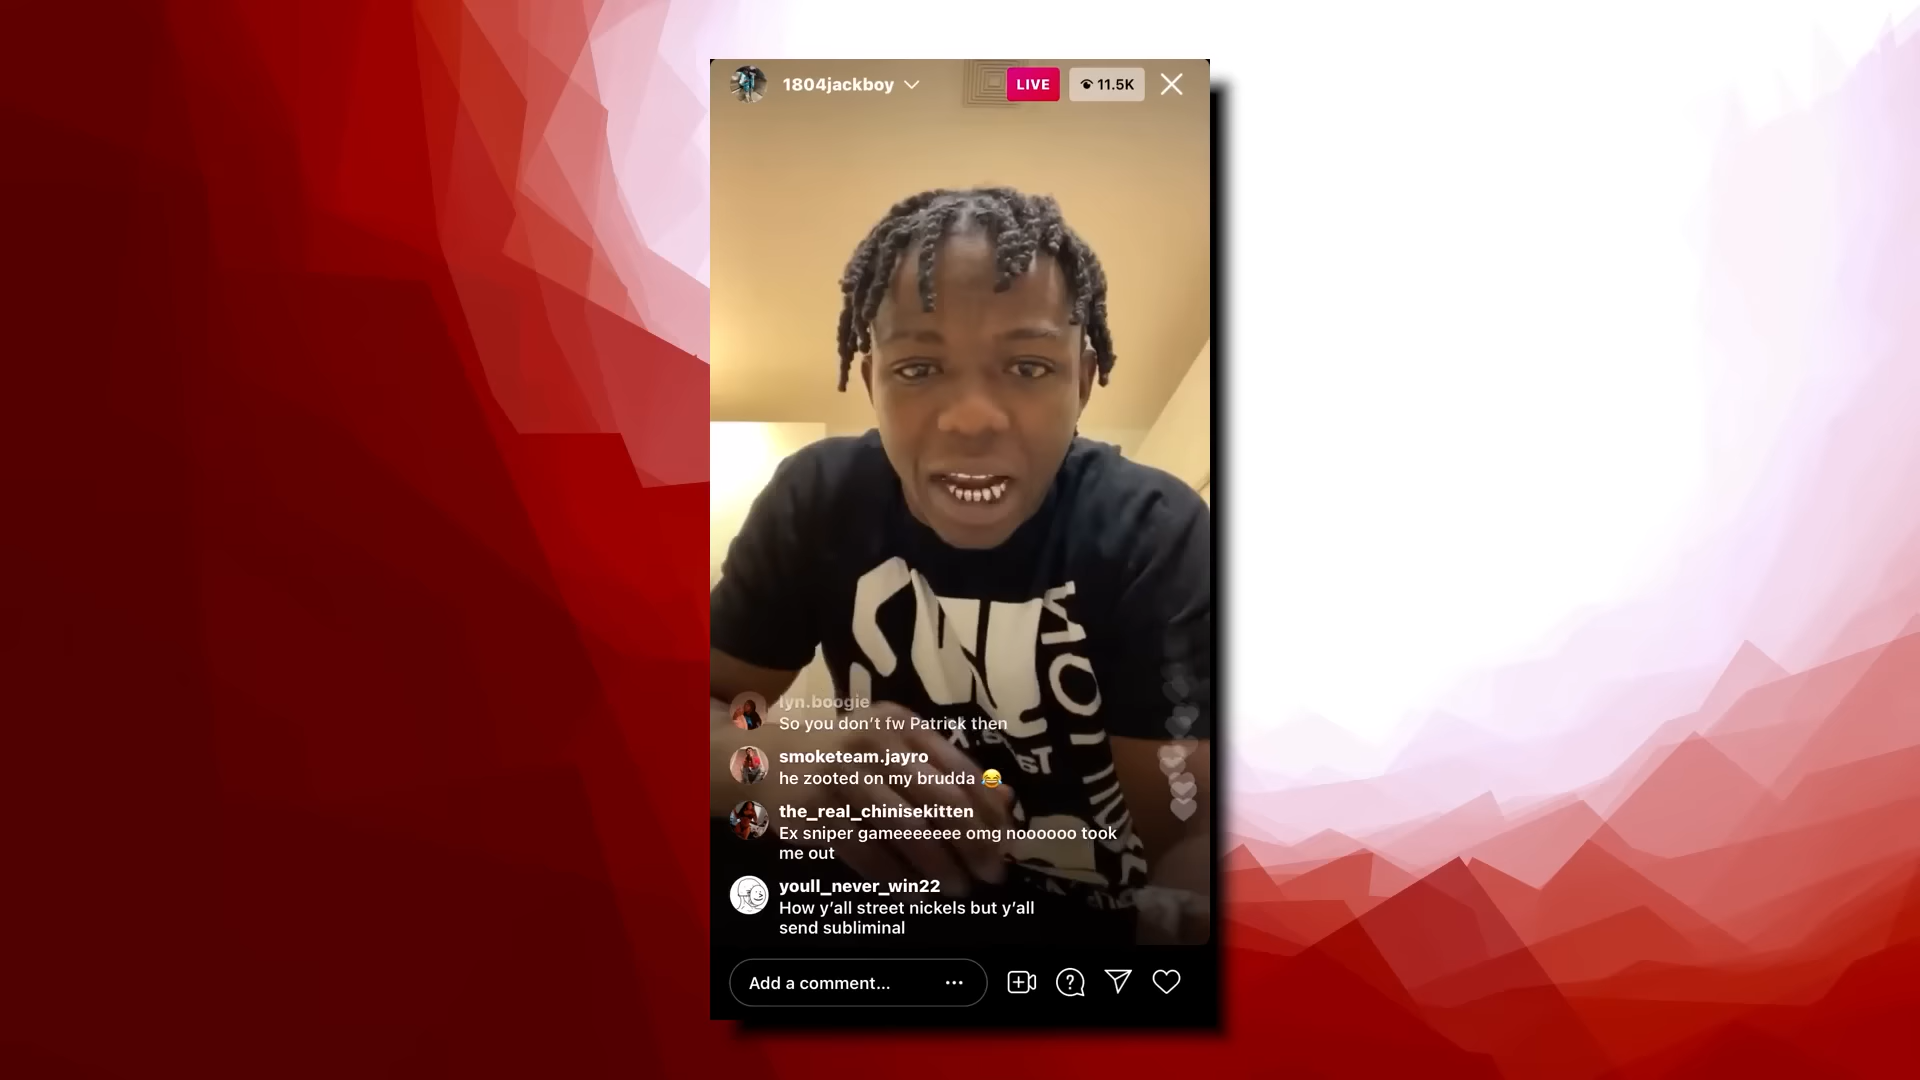 1804jackboy
LIVE
11.5K
lyn.boogie
So you don’t fw Patrick then
smoketeam.jayro
he zooted on my brudda 😂
the_real_chinisekitten
Ex sniper gameeeeeee omg noooooo took
me out
youll_never_win22
How y’all street nickels but y’all
send subliminal
Add a comment...